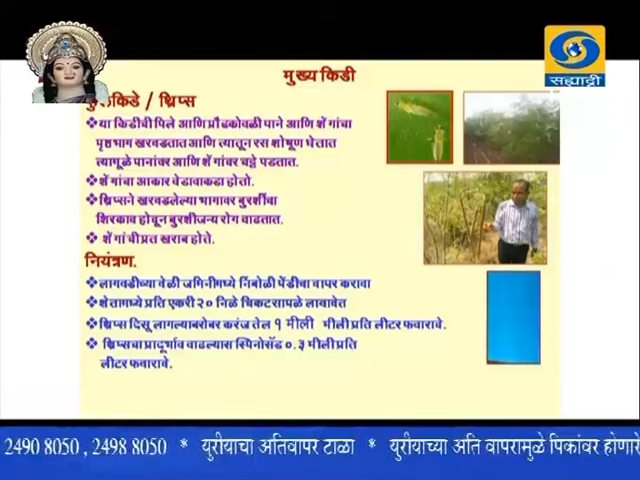 मुख्य किडी
सह्याद्री
फुलकिडे / थ्रिप्स
❖या किडीची पिले आणि प्रौढकोवळी पाने आणि शेंगांचा
पृष्ठभाग खरवडतात आणि त्यातून रस शोषूण घेतात
त्यामूळे पानांवर आणि शेंगांवर चट्टे पडतात.
❖शेंगांचा आकार वेडावाकडा होतो.
❖थ्रिप्सने खरवडलेल्या भागावर बुरशींचा
शिरकाव होवून बुरशीजन्य रोग वाढतात.
❖ शेंगांची प्रत खराब होते.
नियंत्रण.
❖लागवडीच्या वेळी जमिनीमध्ये निंबोळी पेंडीचा वापर करावा
❖क्षेतामध्ये प्रति एकरी २० निळे चिकटसापळे लावावेत
❖थ्रिप्स दिसू लागल्याबरोबर करंज तेल १ मीली मीली प्रति लीटर फवारावे.
❖ थ्रिप्सचा प्रादूर्भाव वाढल्यास स्पिनोसॅड ०.३ मीली प्रति
लीटर फवारावे.
2490 8050 , 2498 8050 * युरीयाचा अतिवापर टाळा * युरीयाच्या अति वापरामुळे पिकांवर होणारे